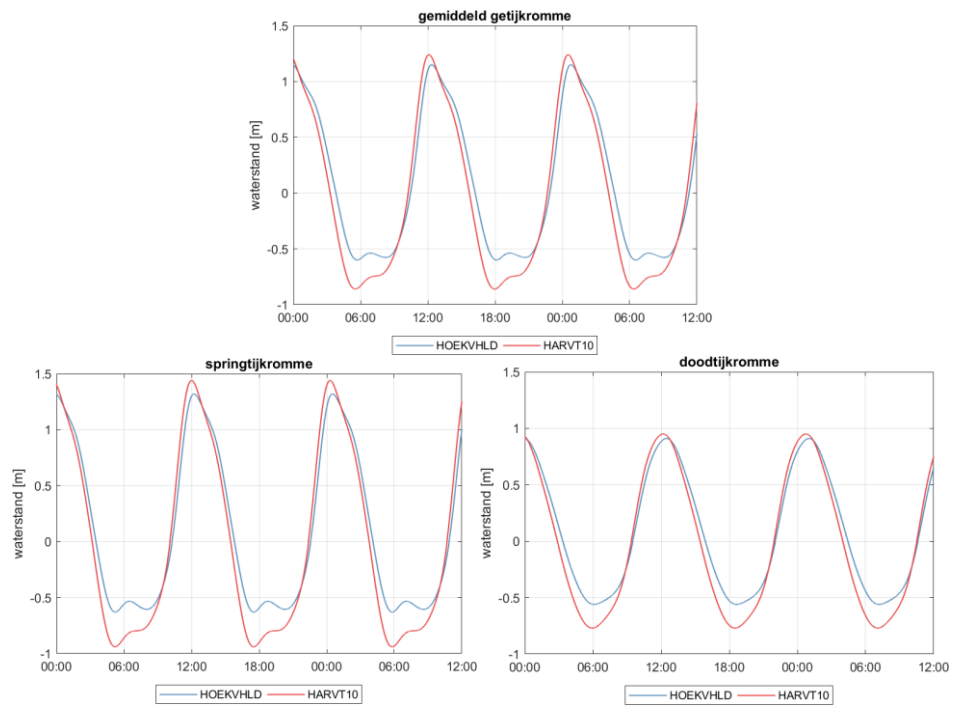 gemiddeld getijkromme
1.5
1
0.5
0
-0.5
-1
waterstand [m]
00:00 06:00 12:00 18:00 00:00 06:00 12:00
HOEKVHLD HARVT10
springtijkromme
1.5
1
0.5
0
-0.5
-1
waterstand [m]
00:00 06:00 12:00 18:00 00:00 06:00 12:00
HOEKVHLD HARVT10
doodtijkromme
1.5
1
0.5
0
-0.5
-1
waterstand [m]
00:00 06:00 12:00 18:00 00:00 06:00 12:00
HOEKVHLD HARVT10